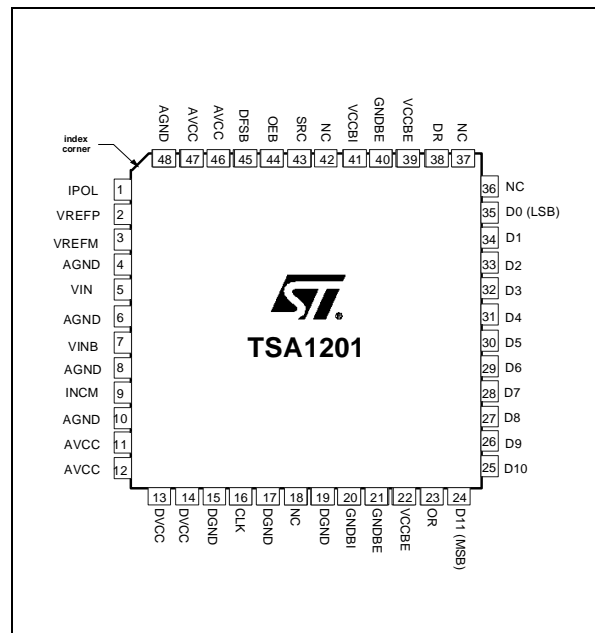 AGND
AVCC
AVCC
DFSB
OEB
SRC
NC
VCCBI
GNDBE
VCCBE
DR
NC
index
corner
48 47 46 45 44 43 42 41 40 39 38 37
IPOL 1
VREFP 2
VREFM 3
AGND 4
VIN 5
AGND 6
VINB 7
AGND 8
INCM 9
AGND 10
AVCC 11
AVCC 12
ST ®
TSA1201
36 NC
35 D0 (LSB)
34 D1
33 D2
32 D3
31 D4
30 D5
29 D6
28 D7
27 D8
26 D9
25 D10
13 14 15 16 17 18 19 20 21 22 23 24
DVCC
DVCC
DGND
CLK
DGND
NC
DGND
GNDBI
GNDBE
VCCBE
OR
D11 (MSB)